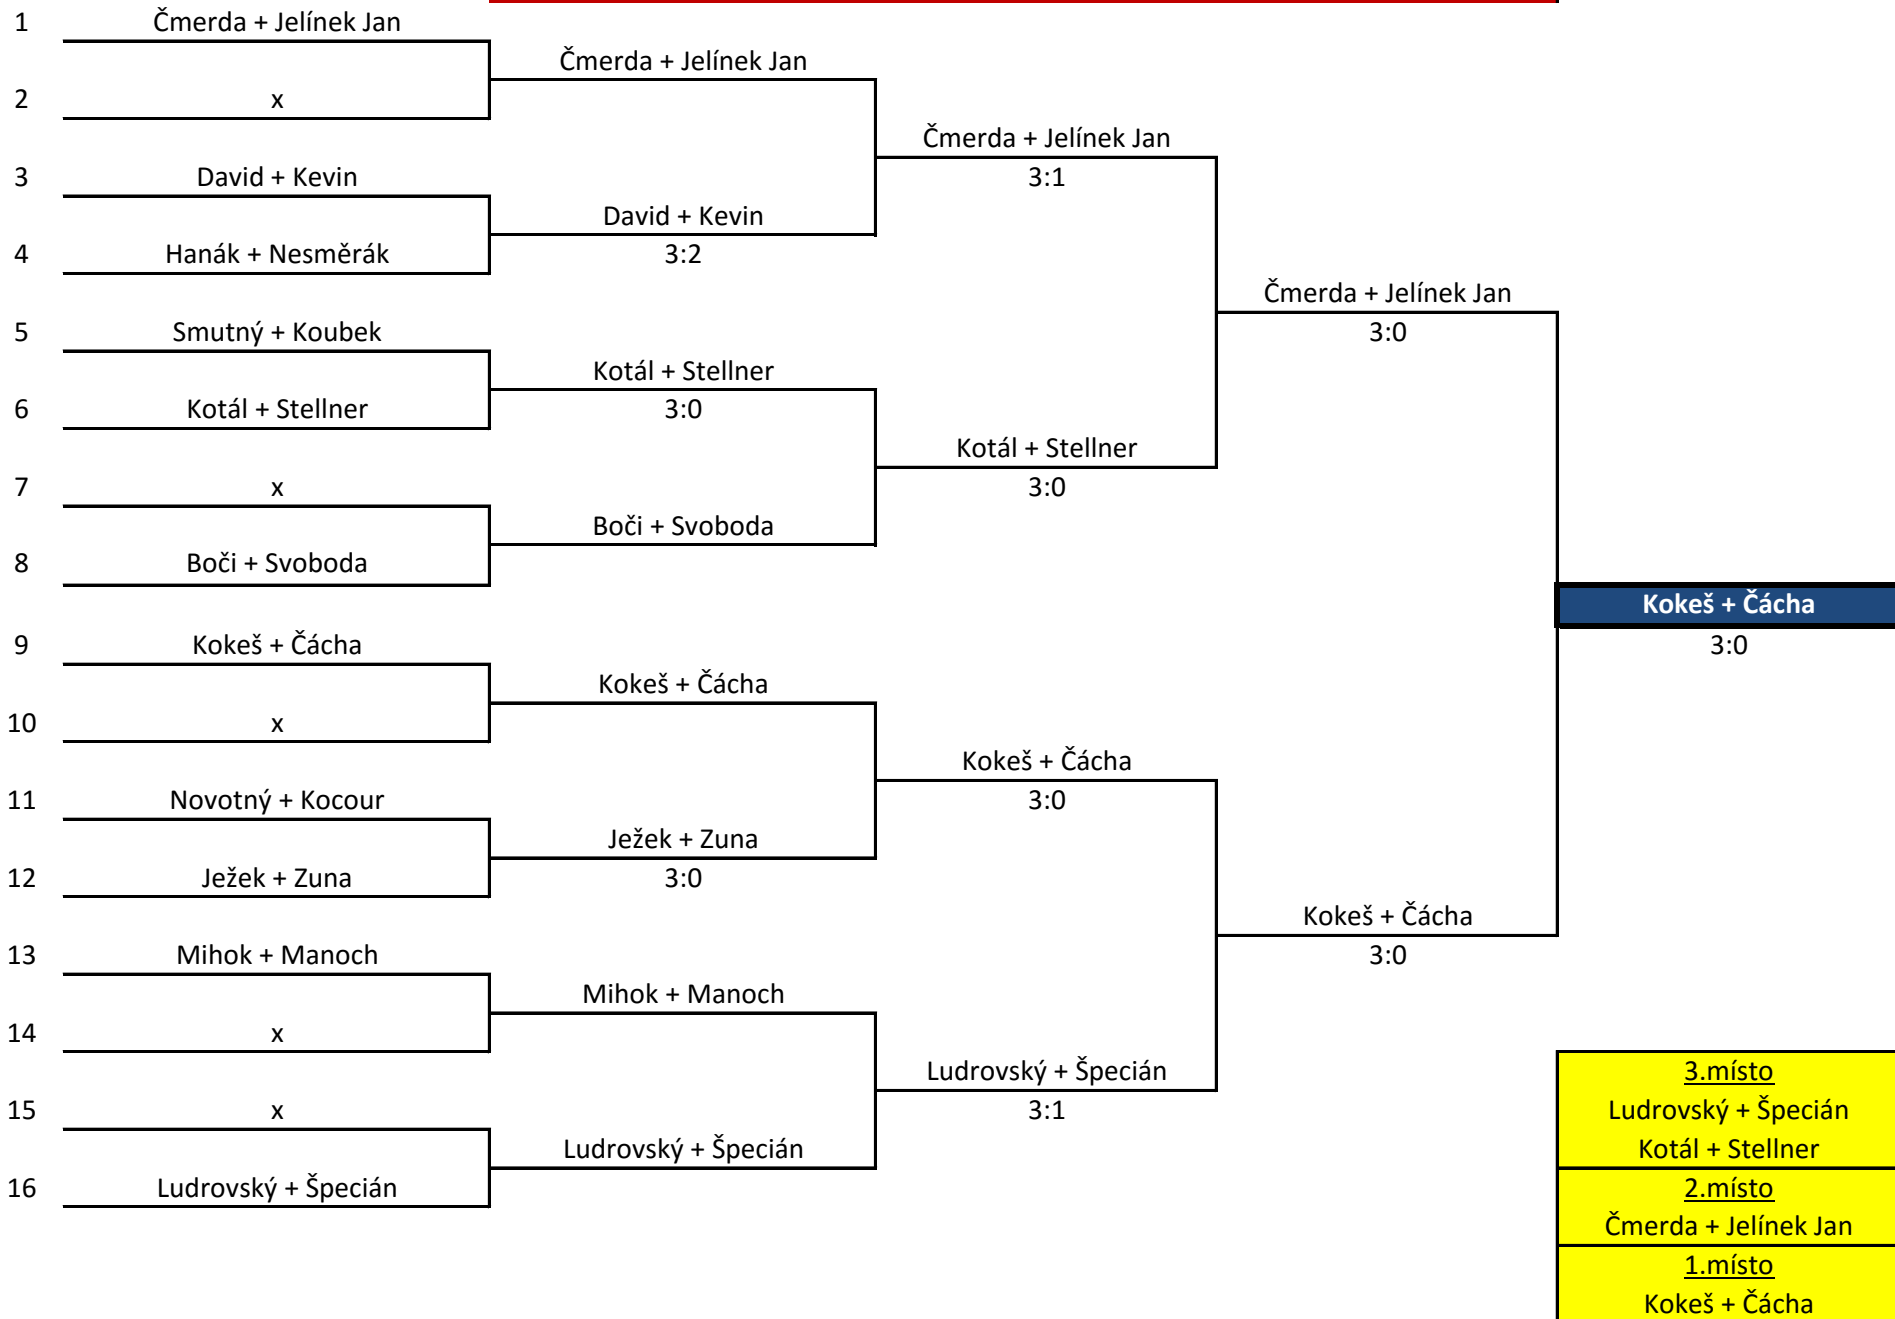 1 Čmerda + Jelínek Jan
Čmerda + Jelínek Jan
2 x
Čmerda + Jelínek Jan
3 David + Kevin 3:1
David + Kevin
4 Hanák + Nesměrák 3:2
Čmerda + Jelínek Jan
5 Smutný + Koubek 3:0
Kotál + Stellner
6 Kotál + Stellner 3:0
Kotál + Stellner
7 x 3:0
Boči + Svoboda
8 Boči + Svoboda
Kokeš + Čácha
9 Kokeš + Čácha 3:0
Kokeš + Čácha
10 x
Kokeš + Čácha
11 Novotný + Kocour 3:0
Ježek + Zuna
12 Ježek + Zuna 3:0
Kokeš + Čácha
13 Mihok + Manoch 3:0
Mihok + Manoch
14 x
Ludrovský + Špecián 3.místo
15 x 3:1 Ludrovský + Špecián
Ludrovský + Špecián Kotál + Stellner
16 Ludrovský + Špecián 2.místo
Čmerda + Jelínek Jan
1.místo
Kokeš + Čácha